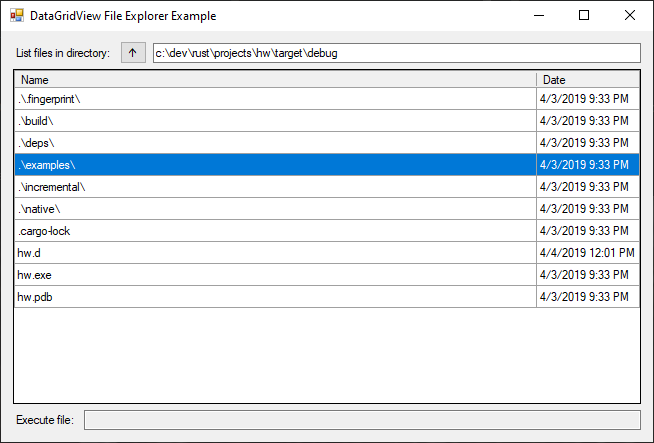 DataGridView File Explorer Example
List files in directory: ↑ c:\dev\rust\projects\hw\target\debug
Name Date
.\.fingerprint\ 4/3/2019 9:33 PM
.\build\ 4/3/2019 9:33 PM
.\deps\ 4/3/2019 9:33 PM
.\examples\ 4/3/2019 9:33 PM
.\incremental\ 4/3/2019 9:33 PM
.\native\ 4/3/2019 9:33 PM
.cargo-lock 4/3/2019 9:33 PM
hw.d 4/4/2019 12:01 PM
hw.exe 4/3/2019 9:33 PM
hw.pdb 4/3/2019 9:33 PM
Execute file: